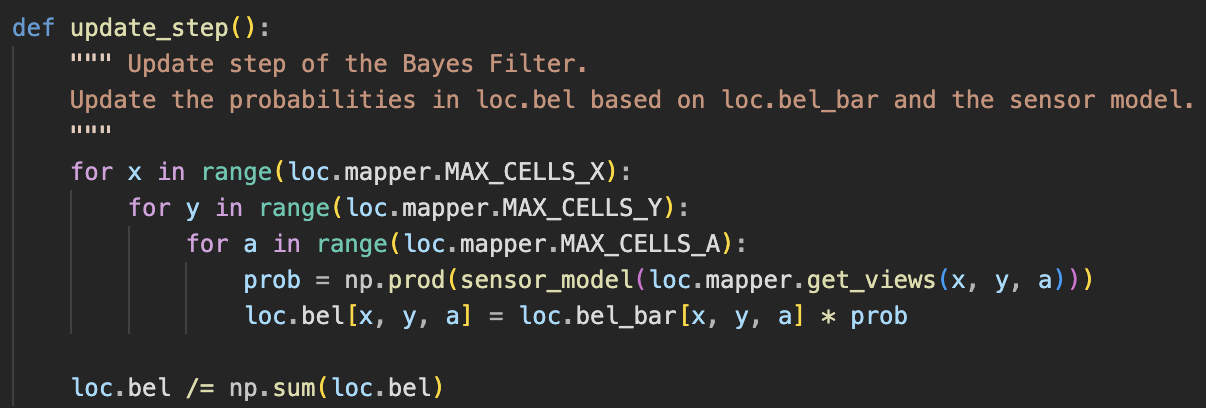 def update_step():
    """ Update step of the Bayes Filter.
    Update the probabilities in loc.bel based on loc.bel_bar and the sensor model.
    """
    for x in range(loc.mapper.MAX_CELLS_X):
        for y in range(loc.mapper.MAX_CELLS_Y):
            for a in range(loc.mapper.MAX_CELLS_A):
                prob = np.prod(sensor_model(loc.mapper.get_views(x, y, a)))
                loc.bel[x, y, a] = loc.bel_bar[x, y, a] * prob

    loc.bel /= np.sum(loc.bel)